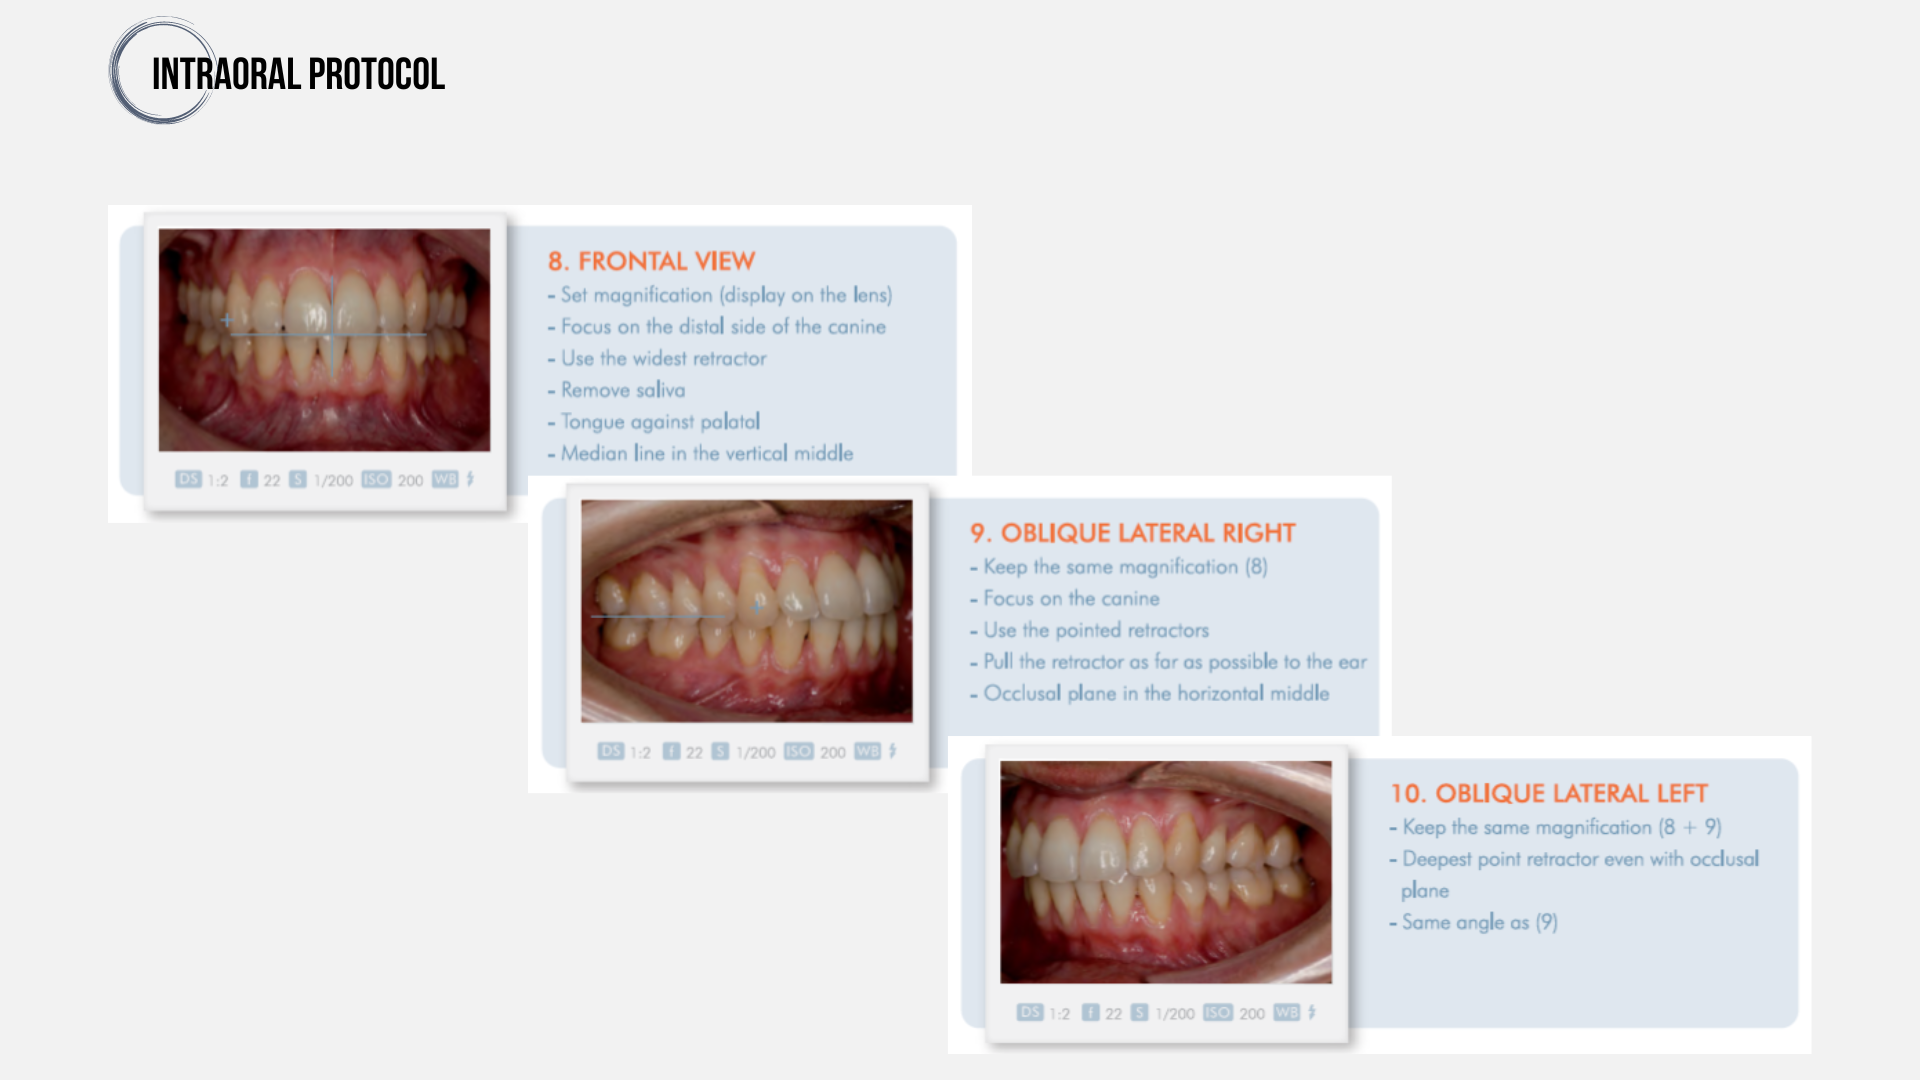 INTRAORAL PROTOCOL
8. FRONTAL VIEW
- Set magnification (display on the lens)
- Focus on the distal side of the canine
- Use the widest retractor
- Remove saliva
- Tongue against palatal
- Median line in the vertical middle
DS 1:2 f 22 S 1/200 ISO 200 WB
9. OBLIQUE LATERAL RIGHT
- Keep the same magnification (8)
- Focus on the canine
- Use the pointed retractors
- Pull the retractor as far as possible to the ear
- Occlusal plane in the horizontal middle
DS 1:2 f 22 S 1/200 ISO 200 WB
10. OBLIQUE LATERAL LEFT
- Keep the same magnification (8 + 9)
- Deepest point retractor even with occlusal
plane
- Same angle as (9)
DS 1:2 f 22 S 1/200 ISO 200 WB